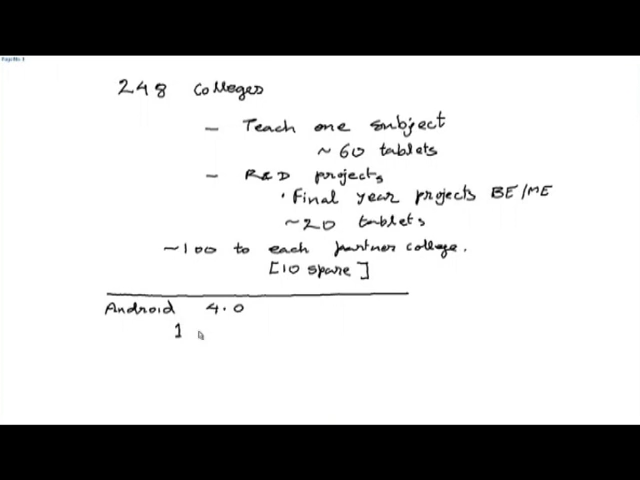 248 Colleges
- Teach one subject
~ 60 tablets
- R&D projects
· Final year projects BE/ME
~20 tablets
~100 to each partner college.
[10 spare]
Android 4.0
1